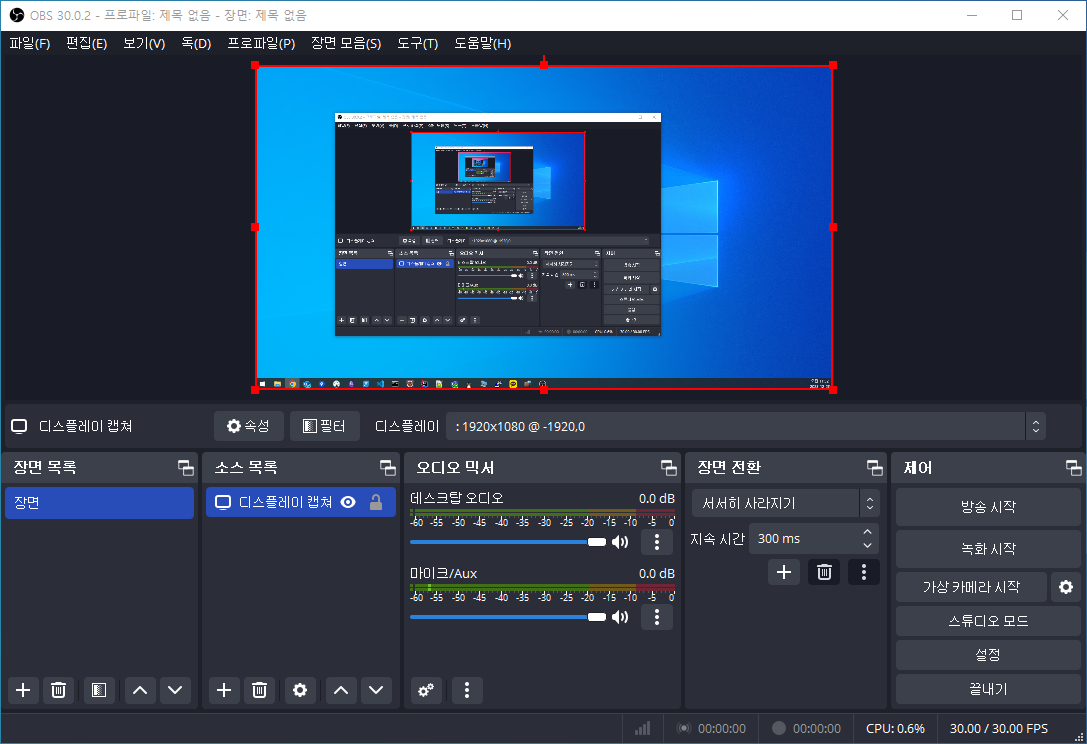 OBS 30.0.2 - 프로파일: 제목 없음 - 장면: 제목 없음
파일(F) 편집(E) 보기(V) 독(D) 프로파일(P) 장면 모음(S) 도구(T) 도움말(H)
디스플레이 캡쳐 속성 필터 디스플레이 : 1920x1080 @ -1920,0
장면 목록
장면
소스 목록
디스플레이 캡쳐
오디오 믹서
데스크탑 오디오 0.0 dB
-60 -55 -50 -45 -40 -35 -30 -25 -20 -15 -10 -5 0
마이크/Aux 0.0 dB
-60 -55 -50 -45 -40 -35 -30 -25 -20 -15 -10 -5 0
장면 전환
서서히 사라지기
지속 시간 300 ms
제어
방송 시작
녹화 시작
가상 카메라 시작
스튜디오 모드
설정
끝내기
00:00:00 00:00:00 CPU: 0.6% 30.00 / 30.00 FPS